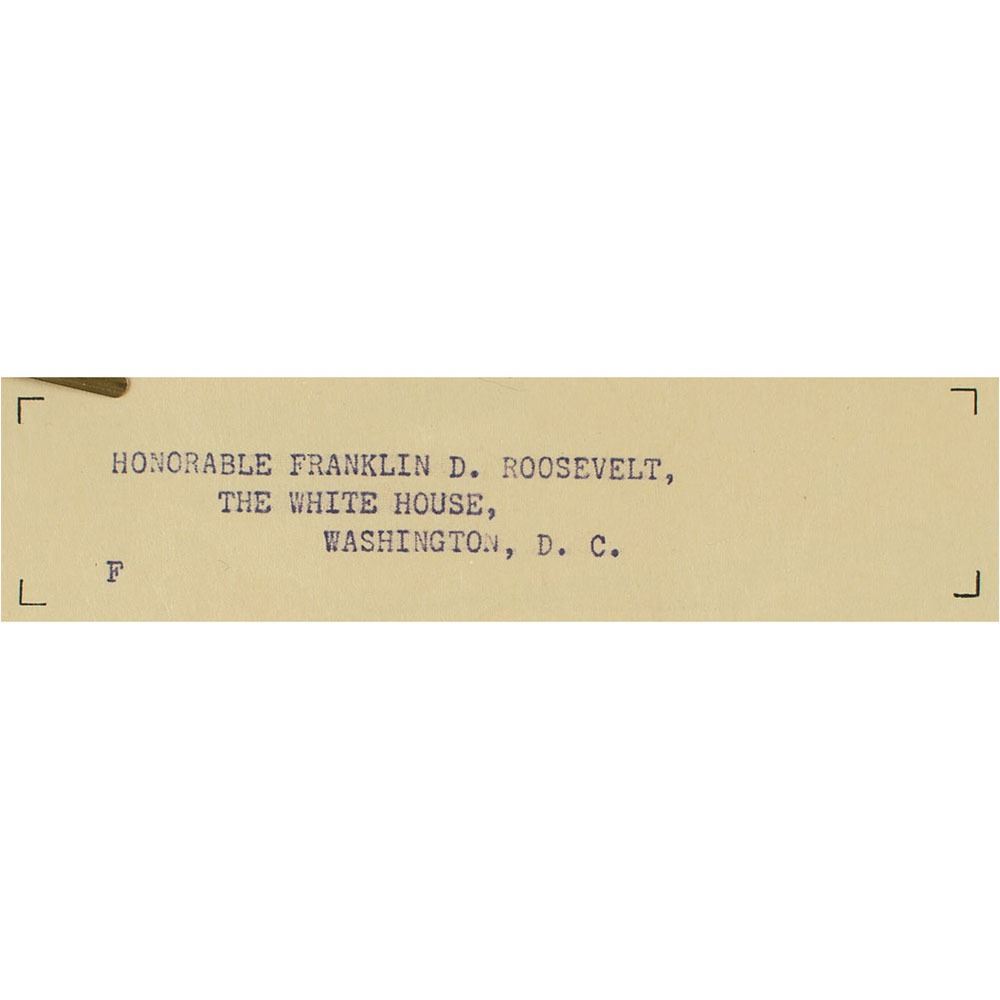 HONORABLE FRANKLIN D. ROOSEVELT,
THE WHITE HOUSE,
WASHINGTON, D. C.
F